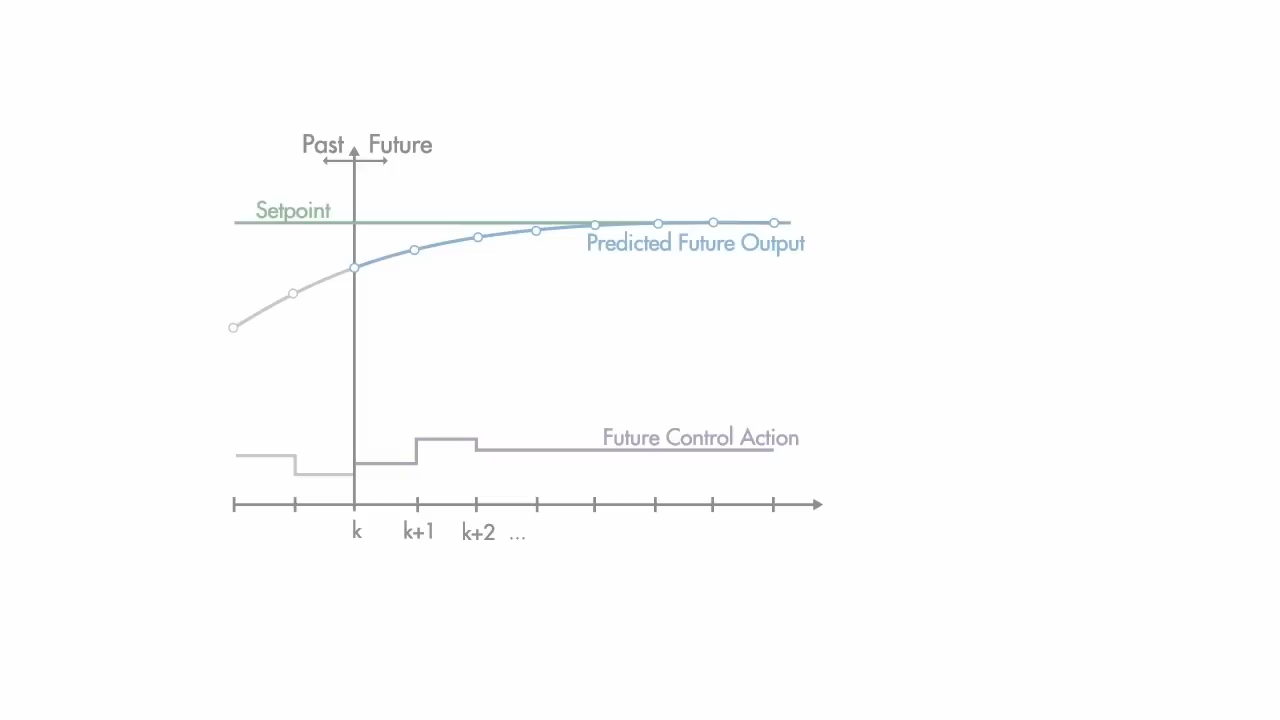 Past Future
Setpoint
Predicted Future Output
Future Control Action
k k+1 k+2 ...